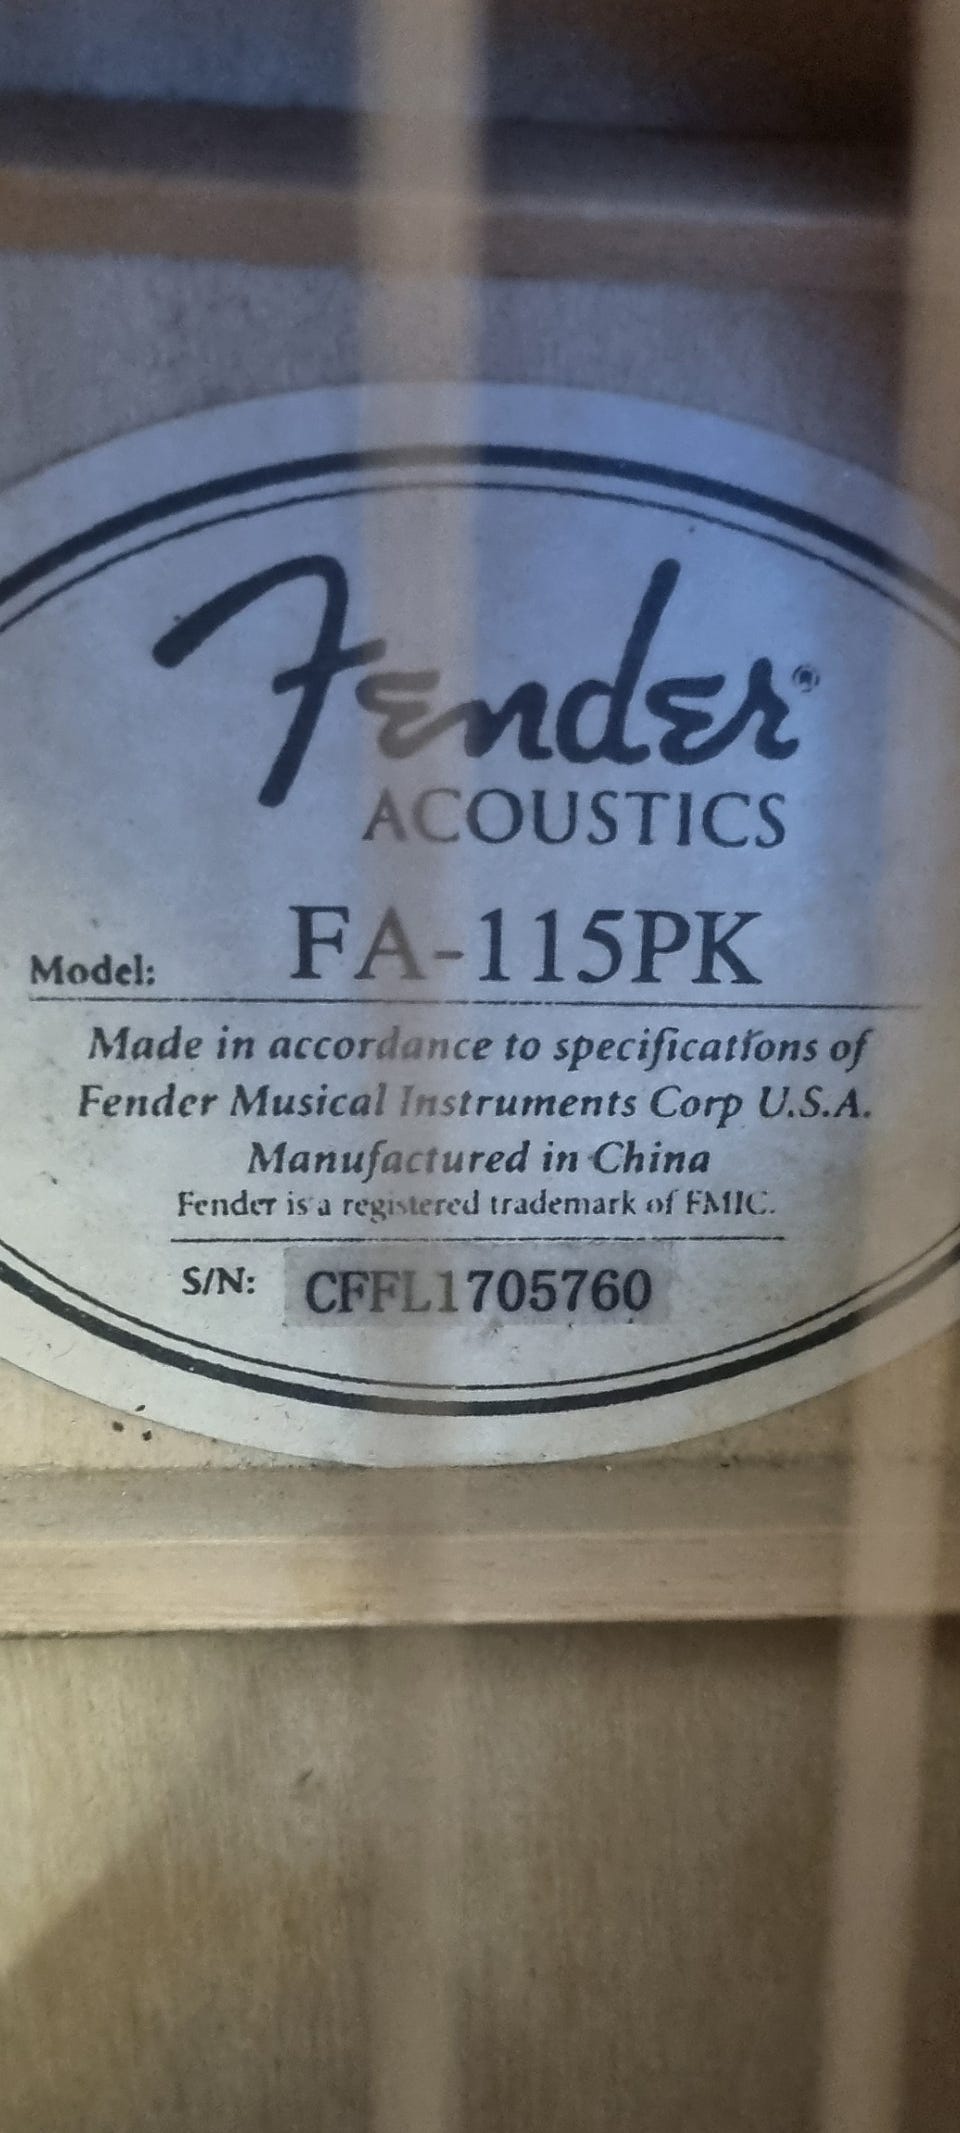 Fender®
ACOUSTICS
Model: FA-115PK
Made in accordance to specifications of
Fender Musical Instruments Corp U.S.A.
Manufactured in China
Fender is a registered trademark of FMIC.
S/N: CFFL1705760